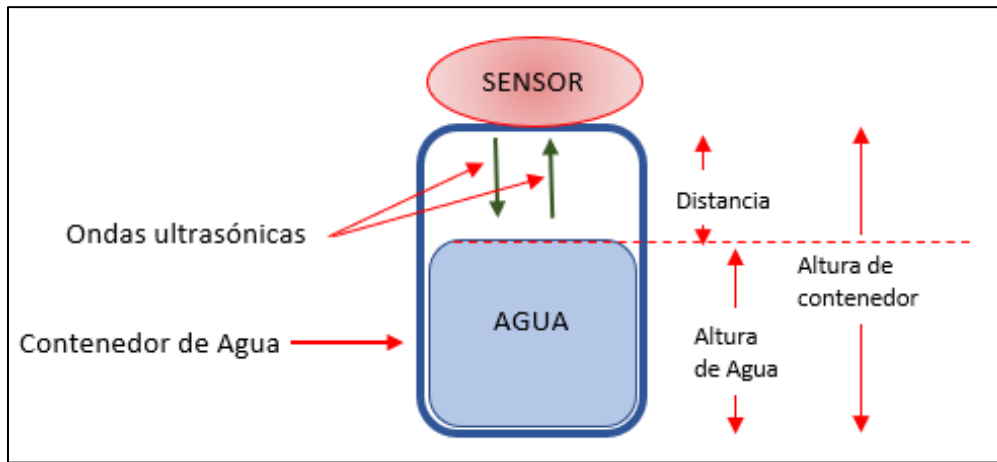 SENSOR
Distancia
Ondas ultrasónicas
Altura de
contenedor
AGUA
Contenedor de Agua
Altura
de Agua